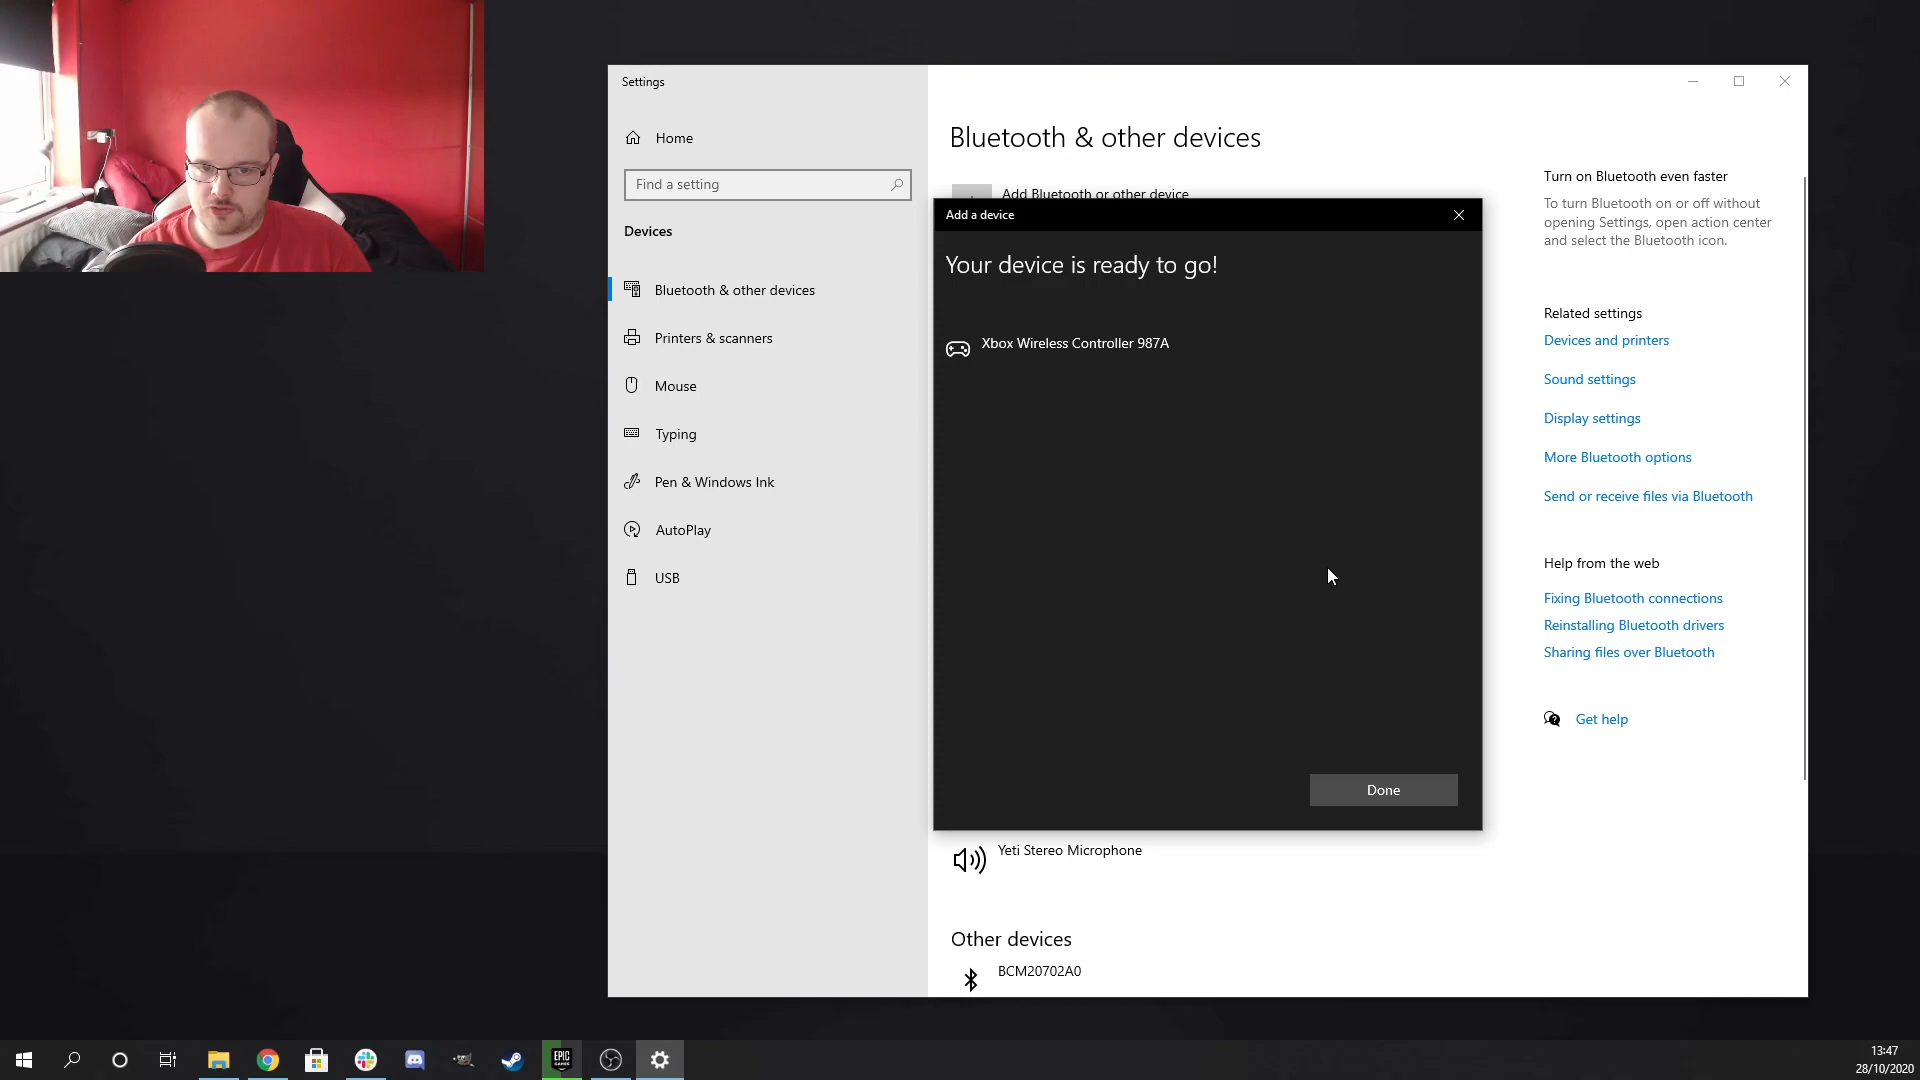 Settings
Home
Find a setting
Devices
Bluetooth & other devices
Printers & scanners
Mouse
Typing
Pen & Windows Ink
AutoPlay
USB
Bluetooth & other devices
Add Bluetooth or other device
Add a device
Your device is ready to go!
Xbox Wireless Controller 987A
Done
Yeti Stereo Microphone
Other devices
BCM20702A0
Turn on Bluetooth even faster
To turn Bluetooth on or off without
opening Settings, open action center
and select the Bluetooth icon.
Related settings
Devices and printers
Sound settings
Display settings
More Bluetooth options
Send or receive files via Bluetooth
Help from the web
Fixing Bluetooth connections
Reinstalling Bluetooth drivers
Sharing files over Bluetooth
Get help
EPIC
GAMES
13:47
28/10/2020